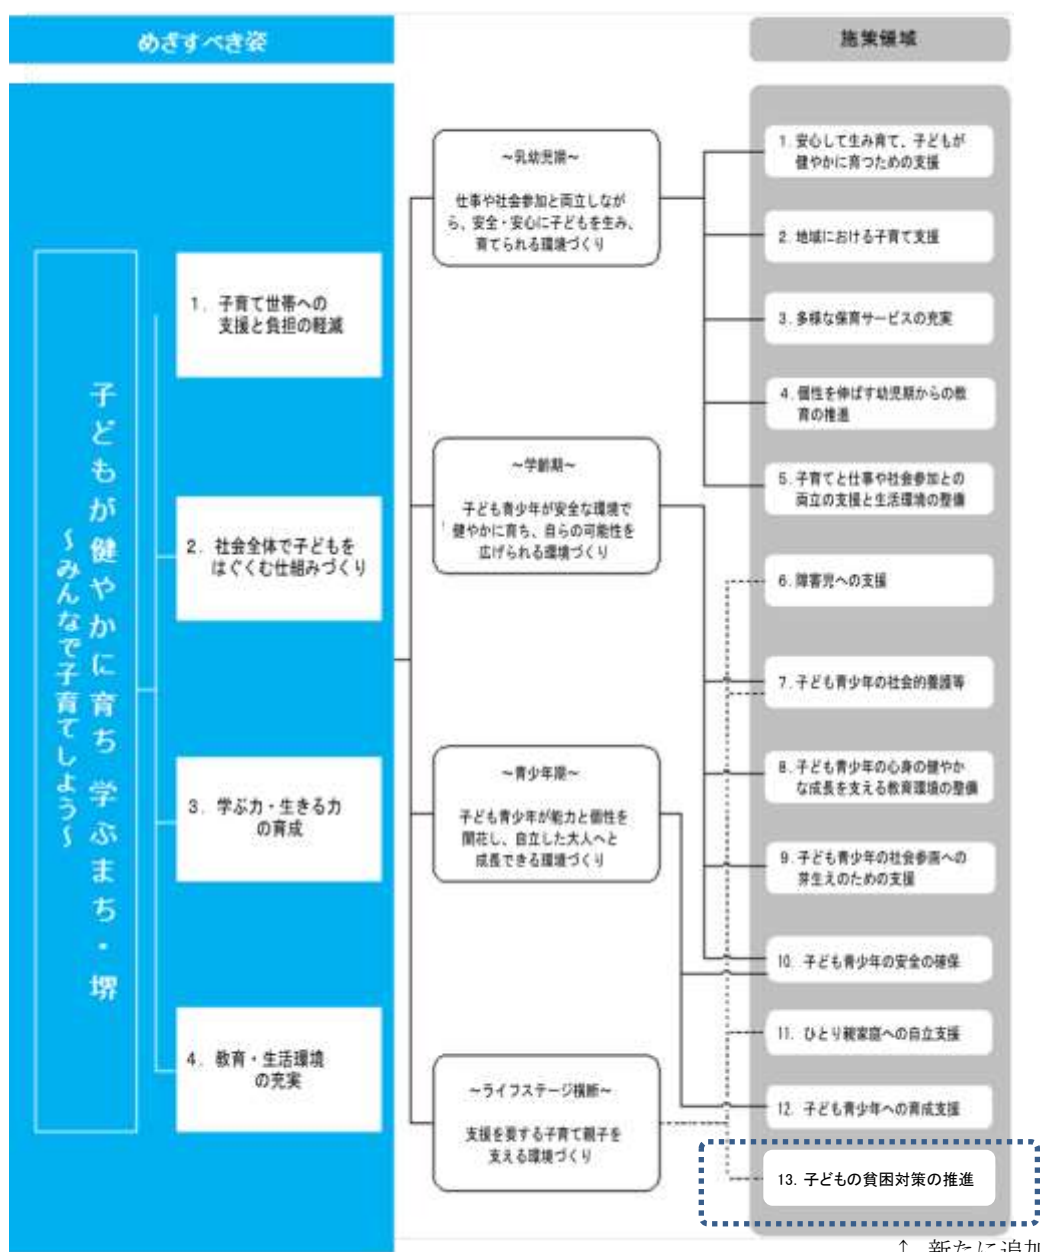 めざすべき姿
施策領域
子どもが健やかに育ち 学ぶまち・堺
～みんなで子育てしよう～
1. 子育て世帯への
支援と負担の軽減
2. 社会全体で子どもを
はぐくむ仕組みづくり
3. 学ぶ力・生きる力
の育成
4. 教育・生活環境
の充実
～乳幼児期～
仕事や社会参加と両立しなが
ら、安全・安心に子どもを生み、
育てられる環境づくり
～学齢期～
子ども青少年が安全な環境で
健やかに育ち、自らの可能性を
広げられる環境づくり
～青少年期～
子ども青少年が能力と個性を
開花し、自立した大人へと
成長できる環境づくり
～ライフステージ横断～
支援を要する子育て親子を
支える環境づくり
1. 安心して生み育て、子どもが
健やかに育つための支援
2. 地域における子育て支援
3. 多様な保育サービスの充実
4. 個性を伸ばす幼児期からの教
育の推進
5. 子育てと仕事や社会参加との
両立の支援と生活環境の整備
6. 障害児への支援
7. 子ども青少年の社会的養護等
8. 子ども青少年の心身の健やか
な成長を支える教育環境の整備
9. 子ども青少年の社会参画への
芽生えのための支援
10. 子ども青少年の安全の確保
11. ひとり親家庭への自立支援
12. 子ども青少年への育成支援
13. 子どもの貧困対策の推進
↑ 新たに追加